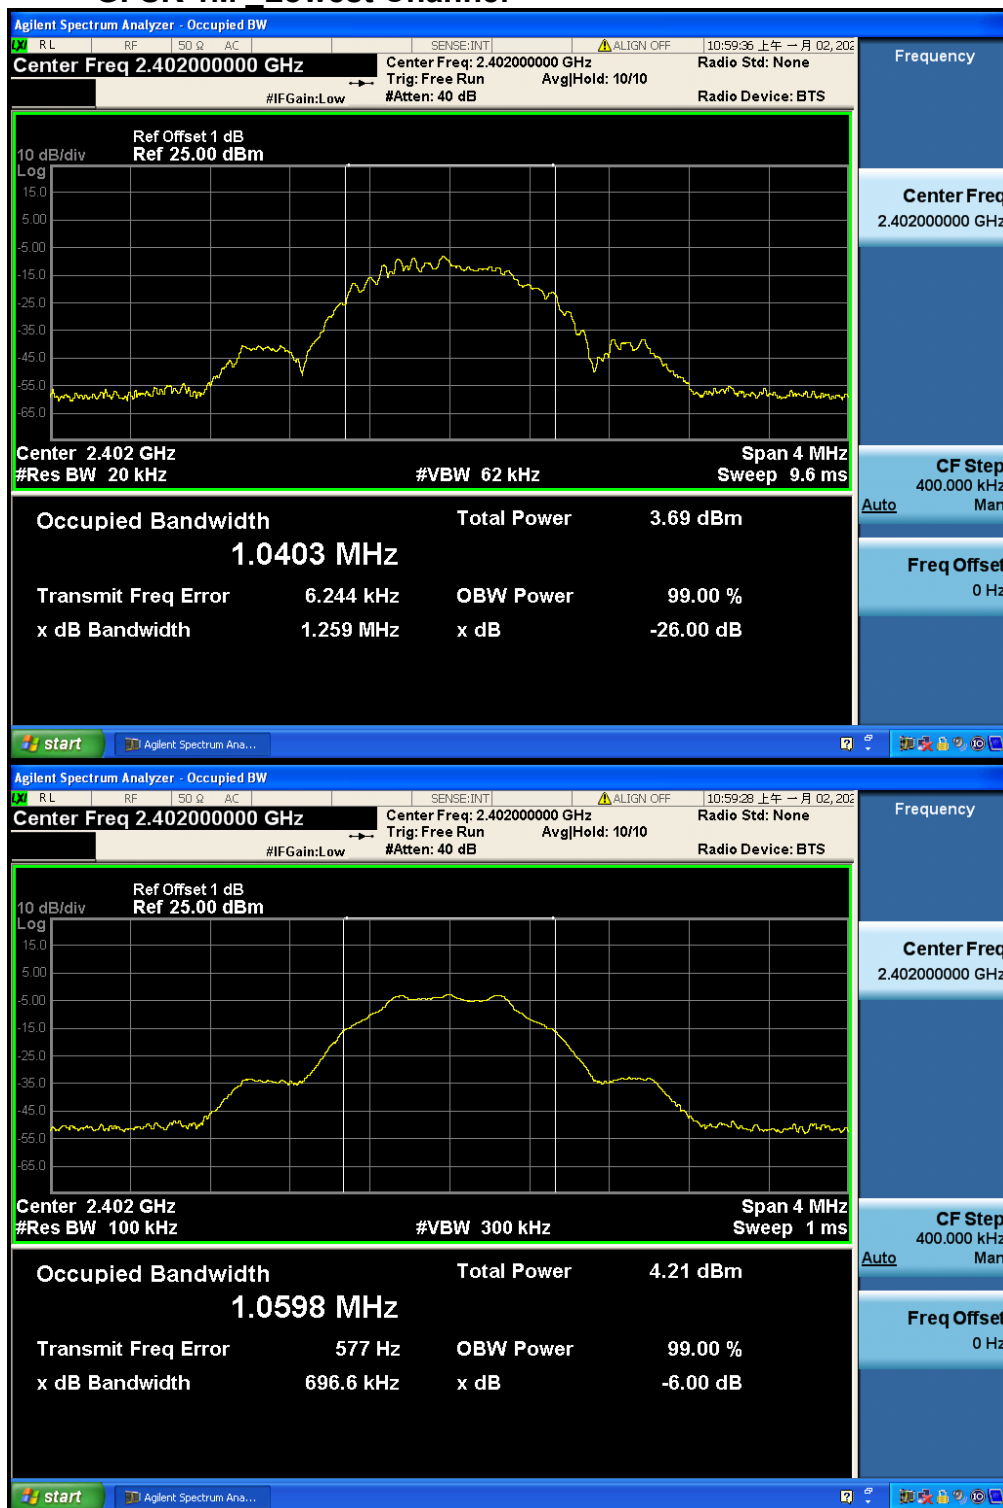 Agilent Spectrum Analyzer - Occupied BW
LXI RL RF 50 Ω AC SENSE:INT ALIGN OFF 10:59:36 上午 一月 02, 202
Center Freq 2.402000000 GHz Center Freq: 2.402000000 GHz Radio Std: None
Trig: Free Run Avg|Hold: 10/10
#IFGain:Low #Atten: 40 dB Radio Device: BTS
Frequency
Ref Offset 1 dB
10 dB/div Ref 25.00 dBm
Log
15.0
5.00
-5.00
-15.0
-25.0
-35.0
-45.0
-55.0
-65.0
Center 2.402 GHz Span 4 MHz
#Res BW 20 kHz #VBW 62 kHz Sweep 9.6 ms
Occupied Bandwidth Total Power 3.69 dBm
1.0403 MHz
Transmit Freq Error 6.244 kHz OBW Power 99.00 %
x dB Bandwidth 1.259 MHz x dB -26.00 dB
Center Freq
2.402000000 GHz
CF Step
400.000 kHz
Auto Man
Freq Offset
0 Hz
start Agilent Spectrum Ana...
Agilent Spectrum Analyzer - Occupied BW
LXI RL RF 50 Ω AC SENSE:INT ALIGN OFF 10:59:28 上午 一月 02, 202
Center Freq 2.402000000 GHz Center Freq: 2.402000000 GHz Radio Std: None
Trig: Free Run Avg|Hold: 10/10
#IFGain:Low #Atten: 40 dB Radio Device: BTS
Frequency
Ref Offset 1 dB
10 dB/div Ref 25.00 dBm
Log
15.0
5.00
-5.00
-15.0
-25.0
-35.0
-45.0
-55.0
-65.0
Center 2.402 GHz Span 4 MHz
#Res BW 100 kHz #VBW 300 kHz Sweep 1 ms
Occupied Bandwidth Total Power 4.21 dBm
1.0598 MHz
Transmit Freq Error 577 Hz OBW Power 99.00 %
x dB Bandwidth 696.6 kHz x dB -6.00 dB
Center Freq
2.402000000 GHz
CF Step
400.000 kHz
Auto Man
Freq Offset
0 Hz
start Agilent Spectrum Ana...